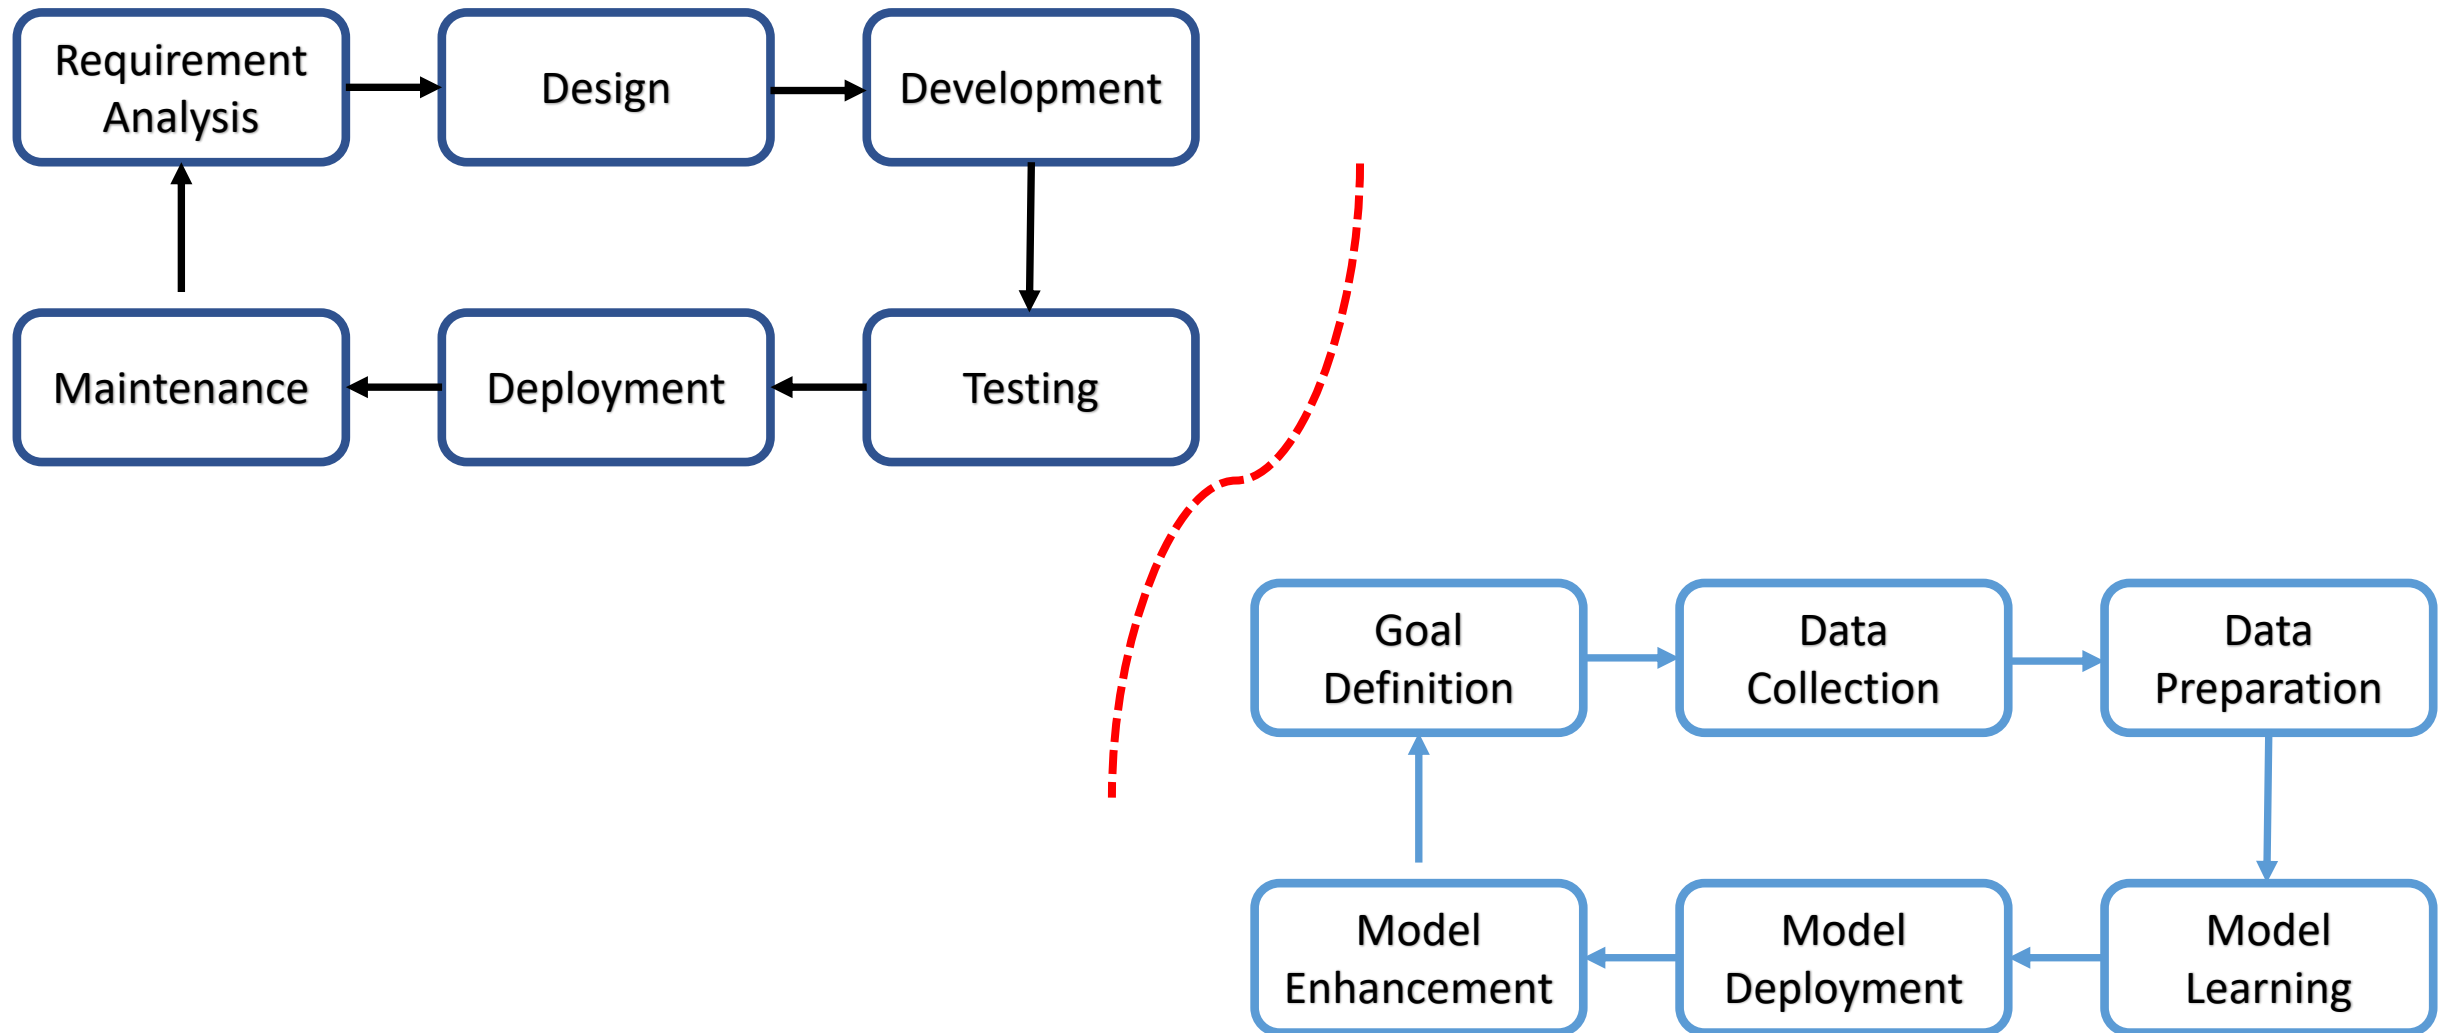 Requirement
Analysis
Design
Development
Maintenance
Deployment
Testing
Goal
Definition
Data
Collection
Data
Preparation
Model
Enhancement
Model
Deployment
Model
Learning